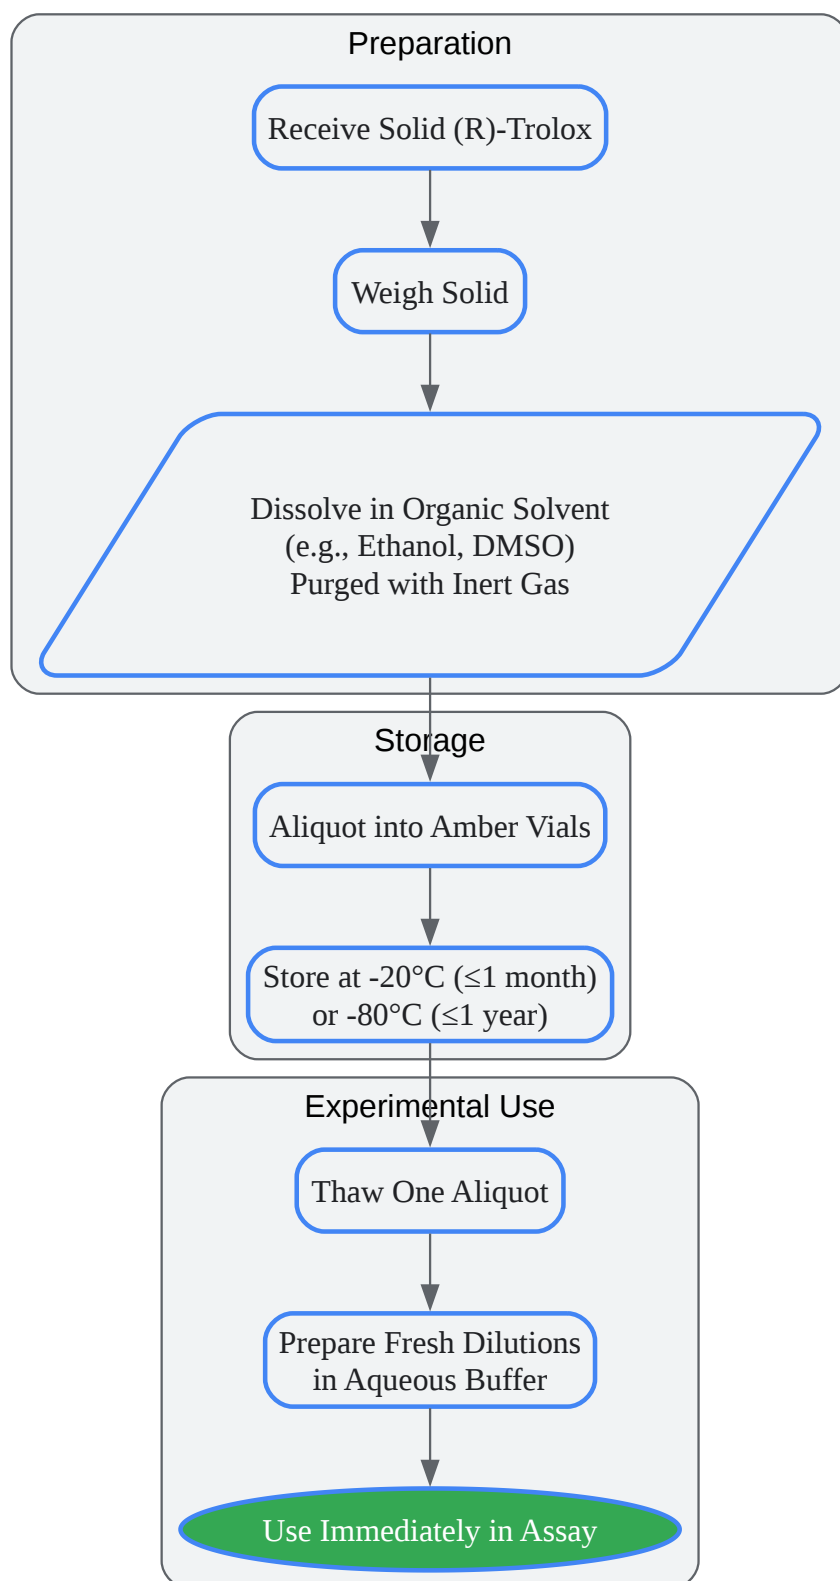 Preparation
Receive Solid (R)-Trolox
Weigh Solid
Dissolve in Organic Solvent
(e.g., Ethanol, DMSO)
Purged with Inert Gas
Storage
Aliquot into Amber Vials
Store at -20°C (≤1 month)
or -80°C (≤1 year)
Experimental Use
Thaw One Aliquot
Prepare Fresh Dilutions
in Aqueous Buffer
Use Immediately in Assay